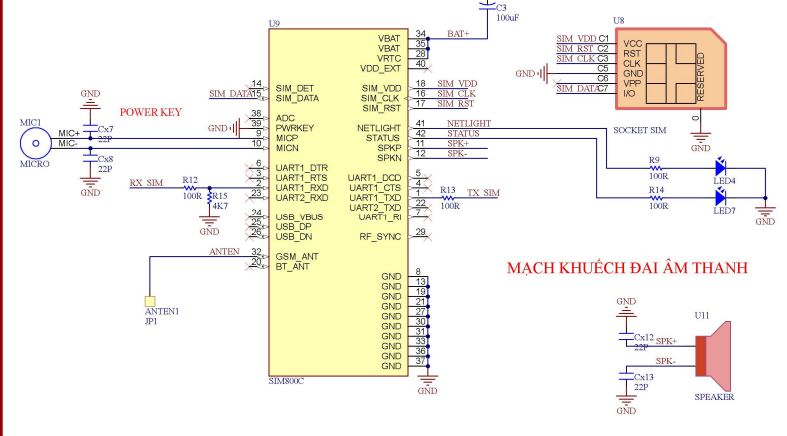 C3
100uF
U9
U8
VBAT 34 BAT+
VBAT 35
VRTC 28
VDD_EXT 40
14 SIM_DET
SIM_DATA 15 SIM_DATA
SIM_VDD 18 SIM_VDD
SIM_CLK 16 SIM_CLK
SIM_RST 17 SIM_RST
SIM_VDD C1 VCC
SIM_RST C2 RST
SIM_CLK C3 CLK
GND C5 GND
C6 VPP
SIM_DATA C7 I/O
RESERVED
SOCKET SIM
0
GND
GND
POWER KEY
MIC1
Cx7
22P
MIC+
MIC-
MICRO
Cx8
22P
GND
38 ADC
GND 39 PWRKEY
9 MICP
10 MICN
NETLIGHT 41 NETLIGHT
STATUS 42 STATUS
SPKP 11 SPK+
SPKN 12 SPK-
R9
100R
LED4
R14
100R
LED7
GND
6 UART1_DTR
3 UART1_RTS
RX_SIM R12 2 UART1_RXD
100R
R15
4K7
23 UART2_RXD
GND
UART1_DCD 5
UART1_CTS 4
UART1_TXD 1 R13 TX_SIM
100R
UART2_TXD 22
UART1_RI 7
24 USB_VBUS
25 USB_DP
26 USB_DN
RF_SYNC 29
ANTEN 32 GSM_ANT
20 BT_ANT
ANTEN1
JP1
GND 8
GND 13
GND 19
GND 21
GND 27
GND 30
GND 31
GND 33
GND 36
GND 37
SIM800C
GND
MẠCH KHUẾCH ĐAI ÂM THANH
GND
U11
Cx12
22P
SPK+
SPK-
Cx13
22P
SPEAKER
GND